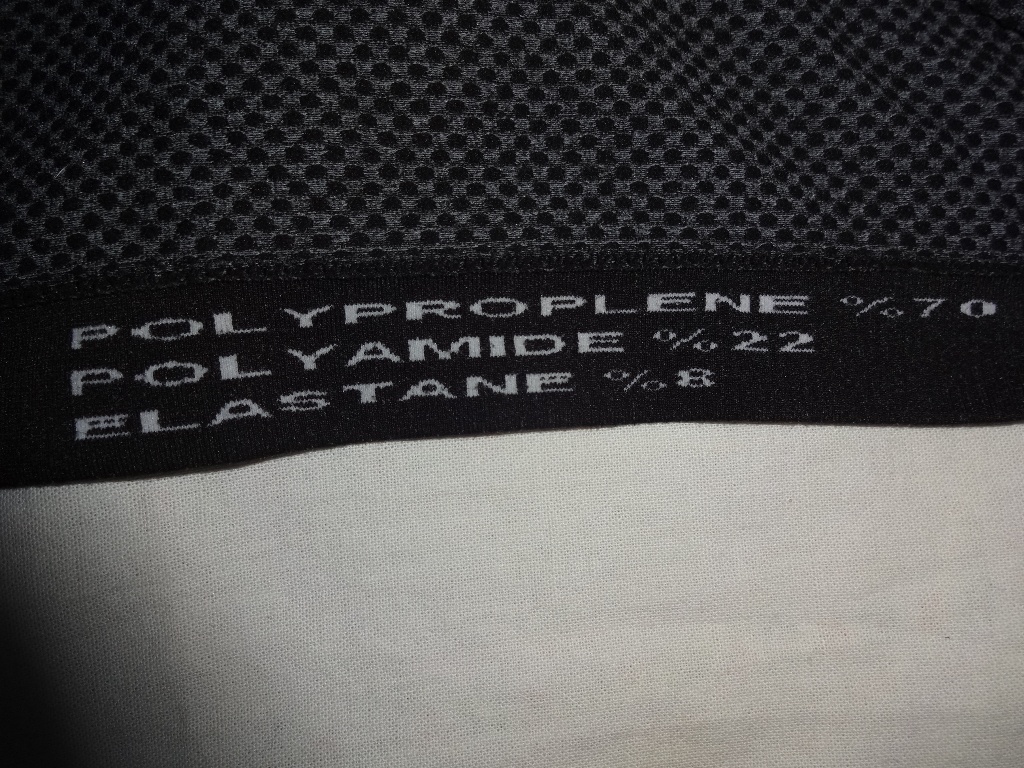 POLYPROPLENE %70
POLYAMIDE %22
ELASTANE %8